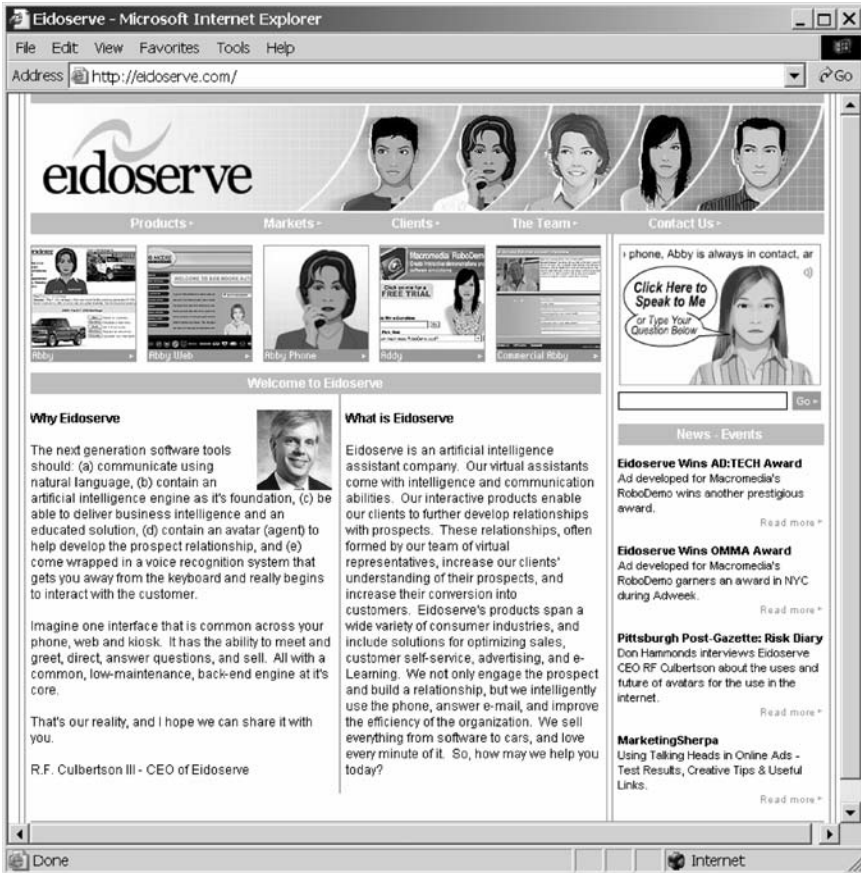 Eidoserve - Microsoft Internet Explorer
File Edit View Favorites Tools Help
Address http://eidoserve.com/ Go
eidoserve
Products Markets Clients The Team Contact Us
Macromedia RoboDemo
FREE TRIAL
Abby Abby Web Abby Phone Addy Commercial Abby
phone, Abby is always in contact, ar
Click Here to
Speak to Me
or Type Your
Question Below
Go
Welcome to Eidoserve
Why Eidoserve
The next generation software tools
should: (a) communicate using
natural language, (b) contain an
artificial intelligence engine as it's foundation, (c) be
able to deliver business intelligence and an
educated solution, (d) contain an avatar (agent) to
help develop the prospect relationship, and (e)
come wrapped in a voice recognition system that
gets you away from the keyboard and really begins
to interact with the customer.
Imagine one interface that is common across your
phone, web and kiosk. It has the ability to meet and
greet, direct, answer questions, and sell. All with a
common, low-maintenance, back-end engine at it's
core.
That's our reality, and I hope we can share it with
you.
R.F. Culbertson III - CEO of Eidoserve
What is Eidoserve
Eidoserve is an artificial intelligence
assistant company. Our virtual assistants
come with intelligence and communication
abilities. Our interactive products enable
our clients to further develop relationships
with prospects. These relationships, often
formed by our team of virtual
representatives, increase our clients'
understanding of their prospects, and
increase their conversion into
customers. Eidoserve's products span a
wide variety of consumer industries, and
include solutions for optimizing sales,
customer self-service, advertising, and e-
Learning. We not only engage the prospect
and build a relationship, but we intelligently
use the phone, answer e-mail, and improve
the efficiency of the organization. We sell
everything from software to cars, and love
every minute of it. So, how may we help you
today?
News - Events
Eidoserve Wins AD:TECH Award
Ad developed for Macromedia's
RoboDemo wins another prestigious
award.
Read more
Eidoserve Wins OMMA Award
Ad developed for Macromedia's
RoboDemo garners an award in NYC
during Adweek.
Read more
Pittsburgh Post-Gazette: Risk Diary
Don Hammonds interviews Eidoserve
CEO RF Culbertson about the uses and
future of avatars for the use in the
internet.
Read more
MarketingSherpa
Using Talking Heads in Online Ads -
Test Results, Creative Tips & Useful
Links.
Read more
Done Internet